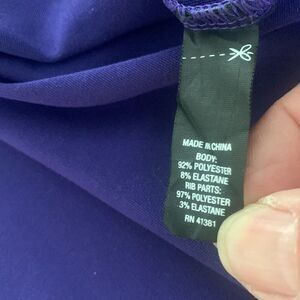 MADE IN CHINA
BODY:
92% POLYESTER
8% ELASTANE
RIB PARTS:
97% POLYESTER
3% ELASTANE
RN 41381